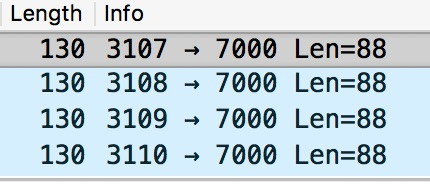 Length Info
130 3107 → 7000 Len=88
130 3108 → 7000 Len=88
130 3109 → 7000 Len=88
130 3110 → 7000 Len=88